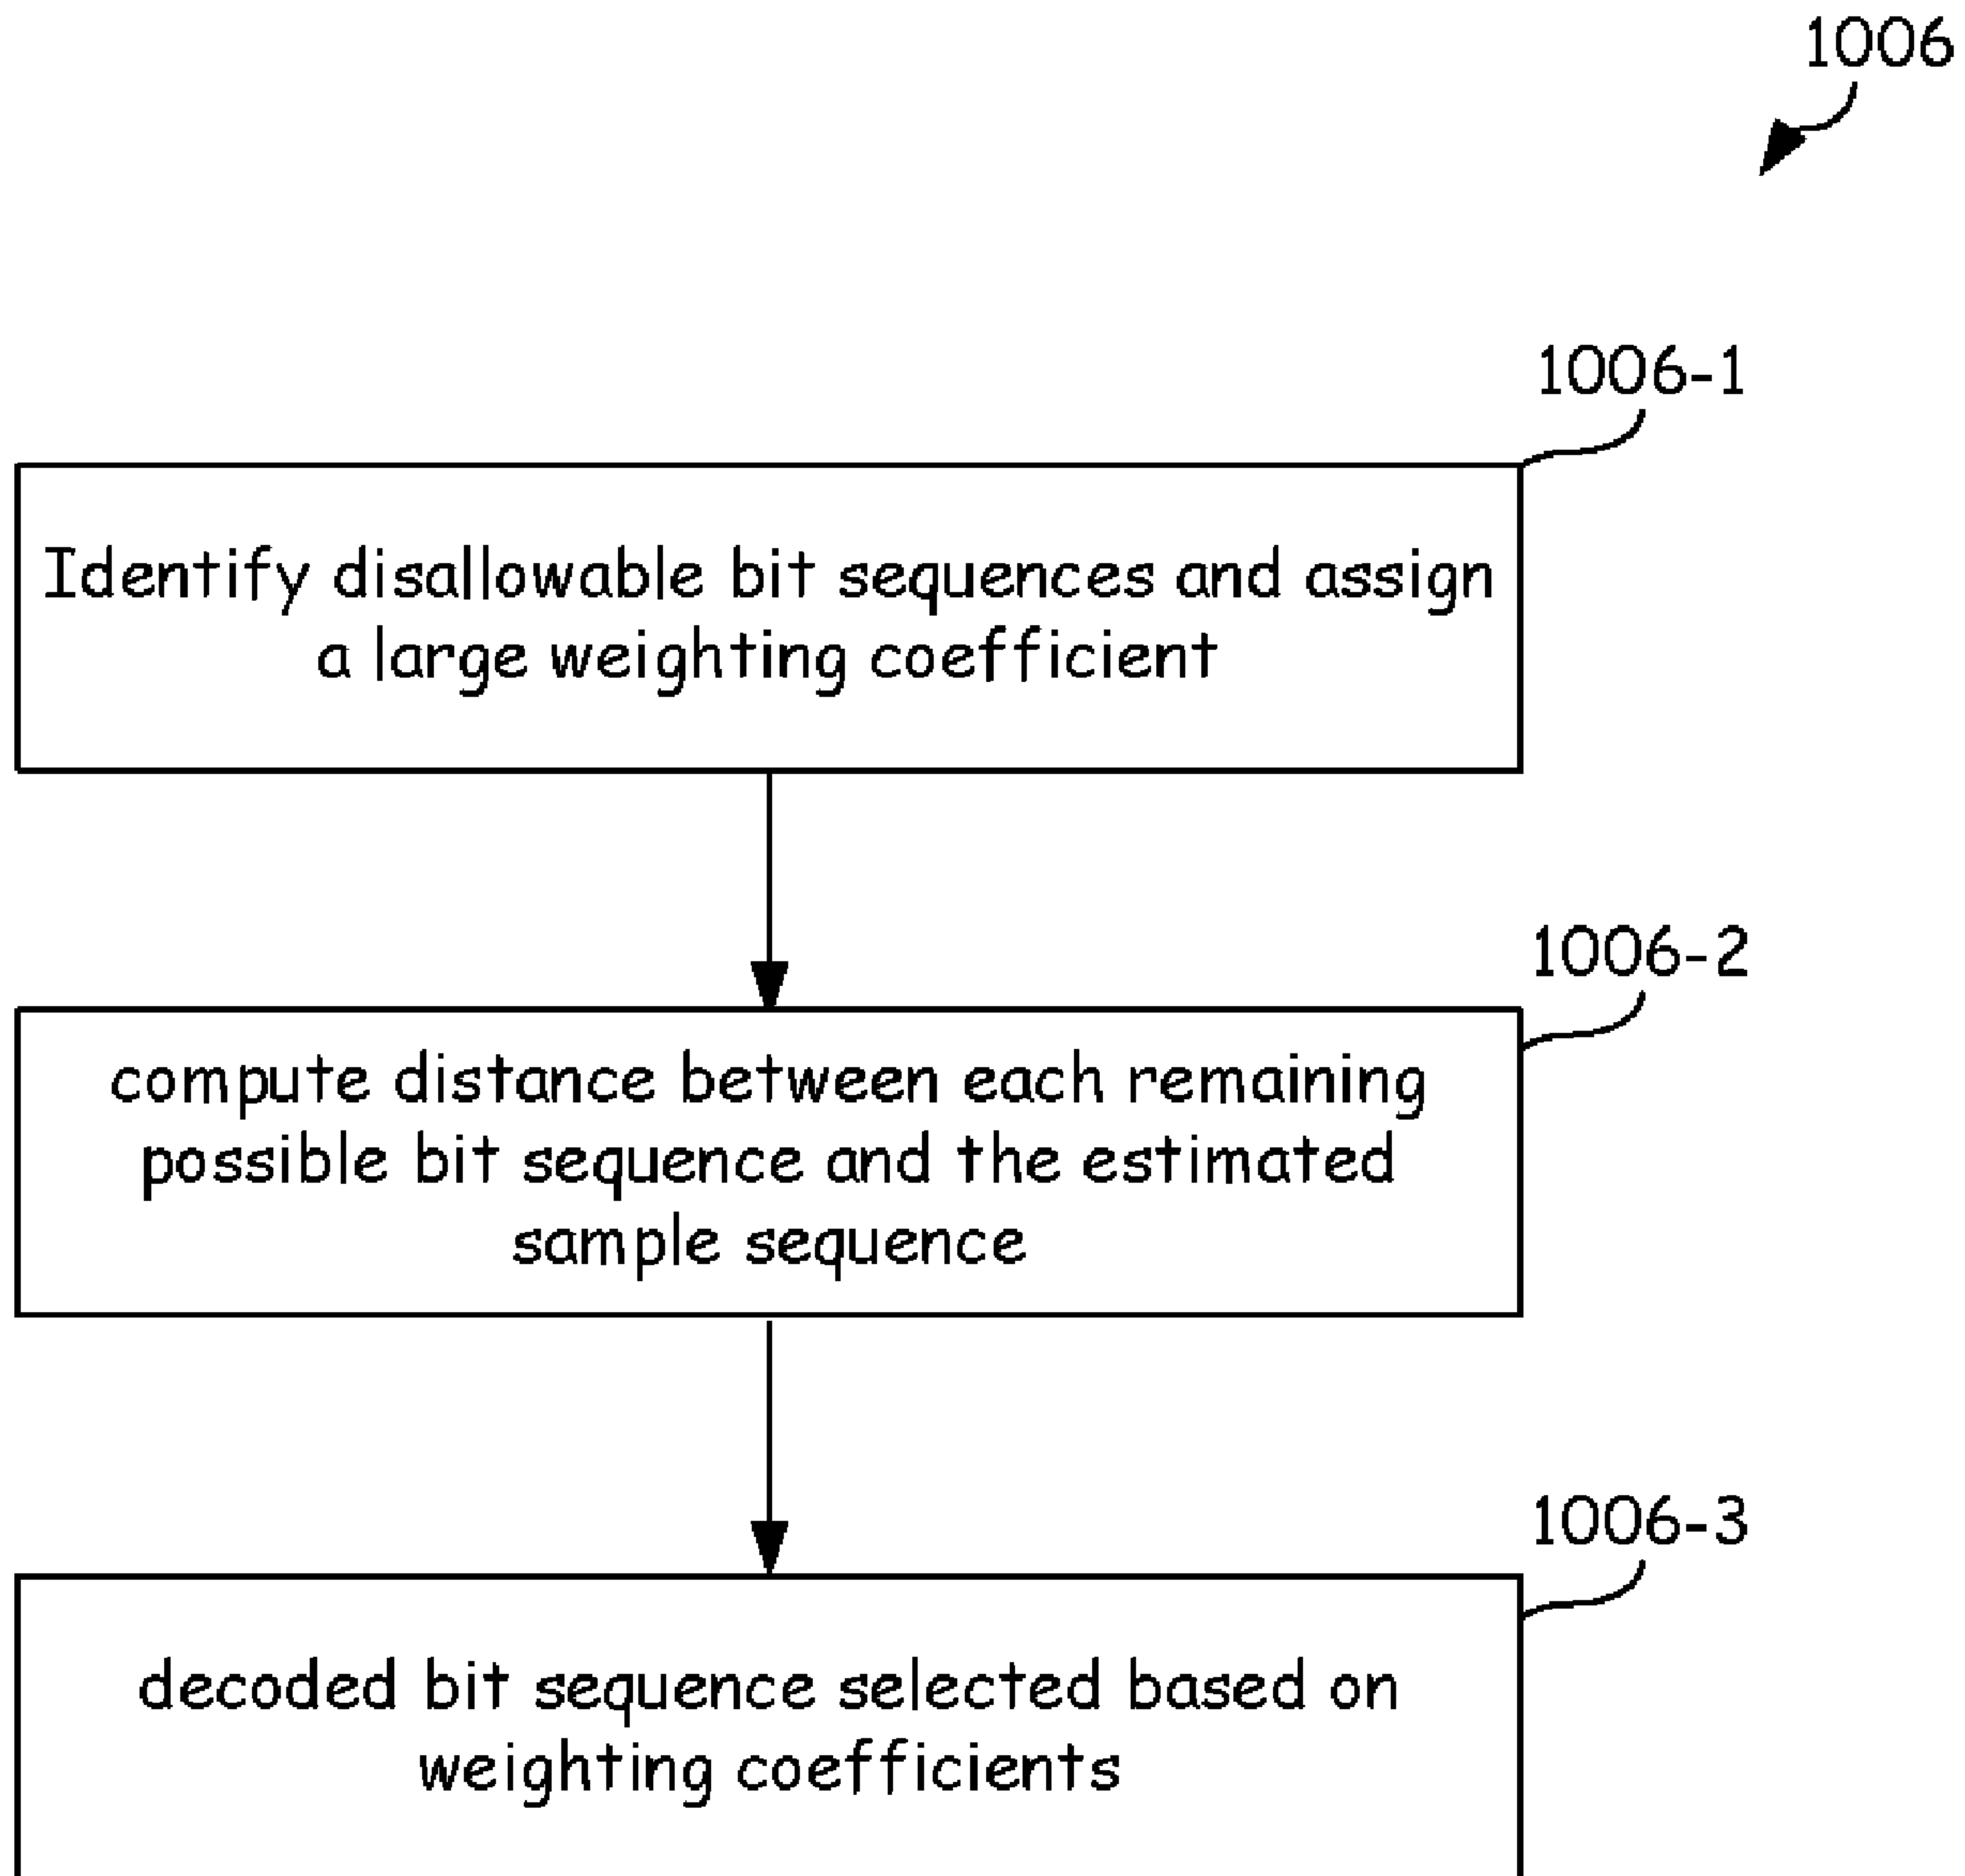 1006
1006-1
Identify disallowable bit sequences and assign
a large weighting coefficient
1006-2
compute distance between each remaining
possible bit sequence and the estimated
sample sequence
1006-3
decoded bit sequence selected based on
weighting coefficients